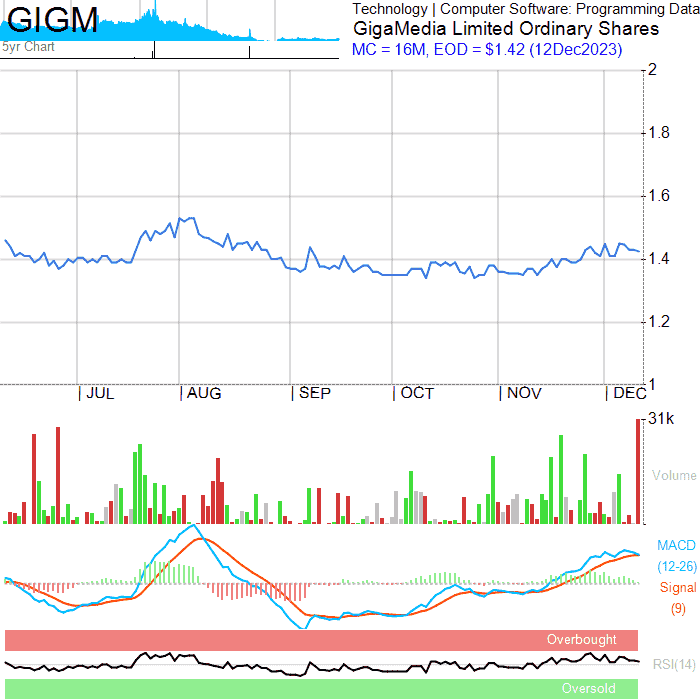 GIGM
5yr Chart
Technology | Computer Software: Programming Data
GigaMedia Limited Ordinary Shares
MC = 16M, EOD = $1.42 (12Dec2023)
2
1.8
1.6
1.4
1.2
1
| JUL | AUG | SEP | OCT | NOV | DEC
31k
Volume
MACD
(12-26)
Signal
(9)
Overbought
RSI(14)
Oversold